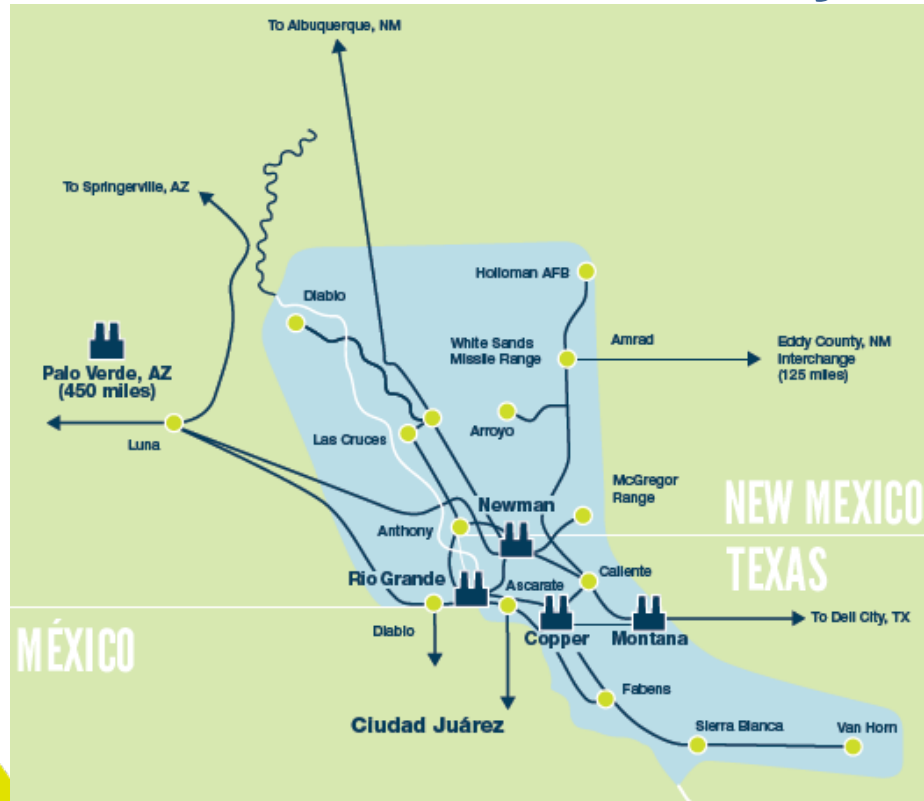 To Albuquerque, NM
To Springerville, AZ
Holloman AFB
Diablo
White Sands
Missile Range
Amrad
Eddy County, NM
Interchange
(125 miles)
Palo Verde, AZ
(450 miles)
Luna
Las Cruces
Arroyo
McGregor
Range
Newman
NEW MEXICO
Anthony
TEXAS
Rio Grande
Ascarate
Caliente
Diablo
Copper
Montana
To Dell City, TX
MÉXICO
Fabens
Ciudad Juárez
Sierra Blanca
Van Horn